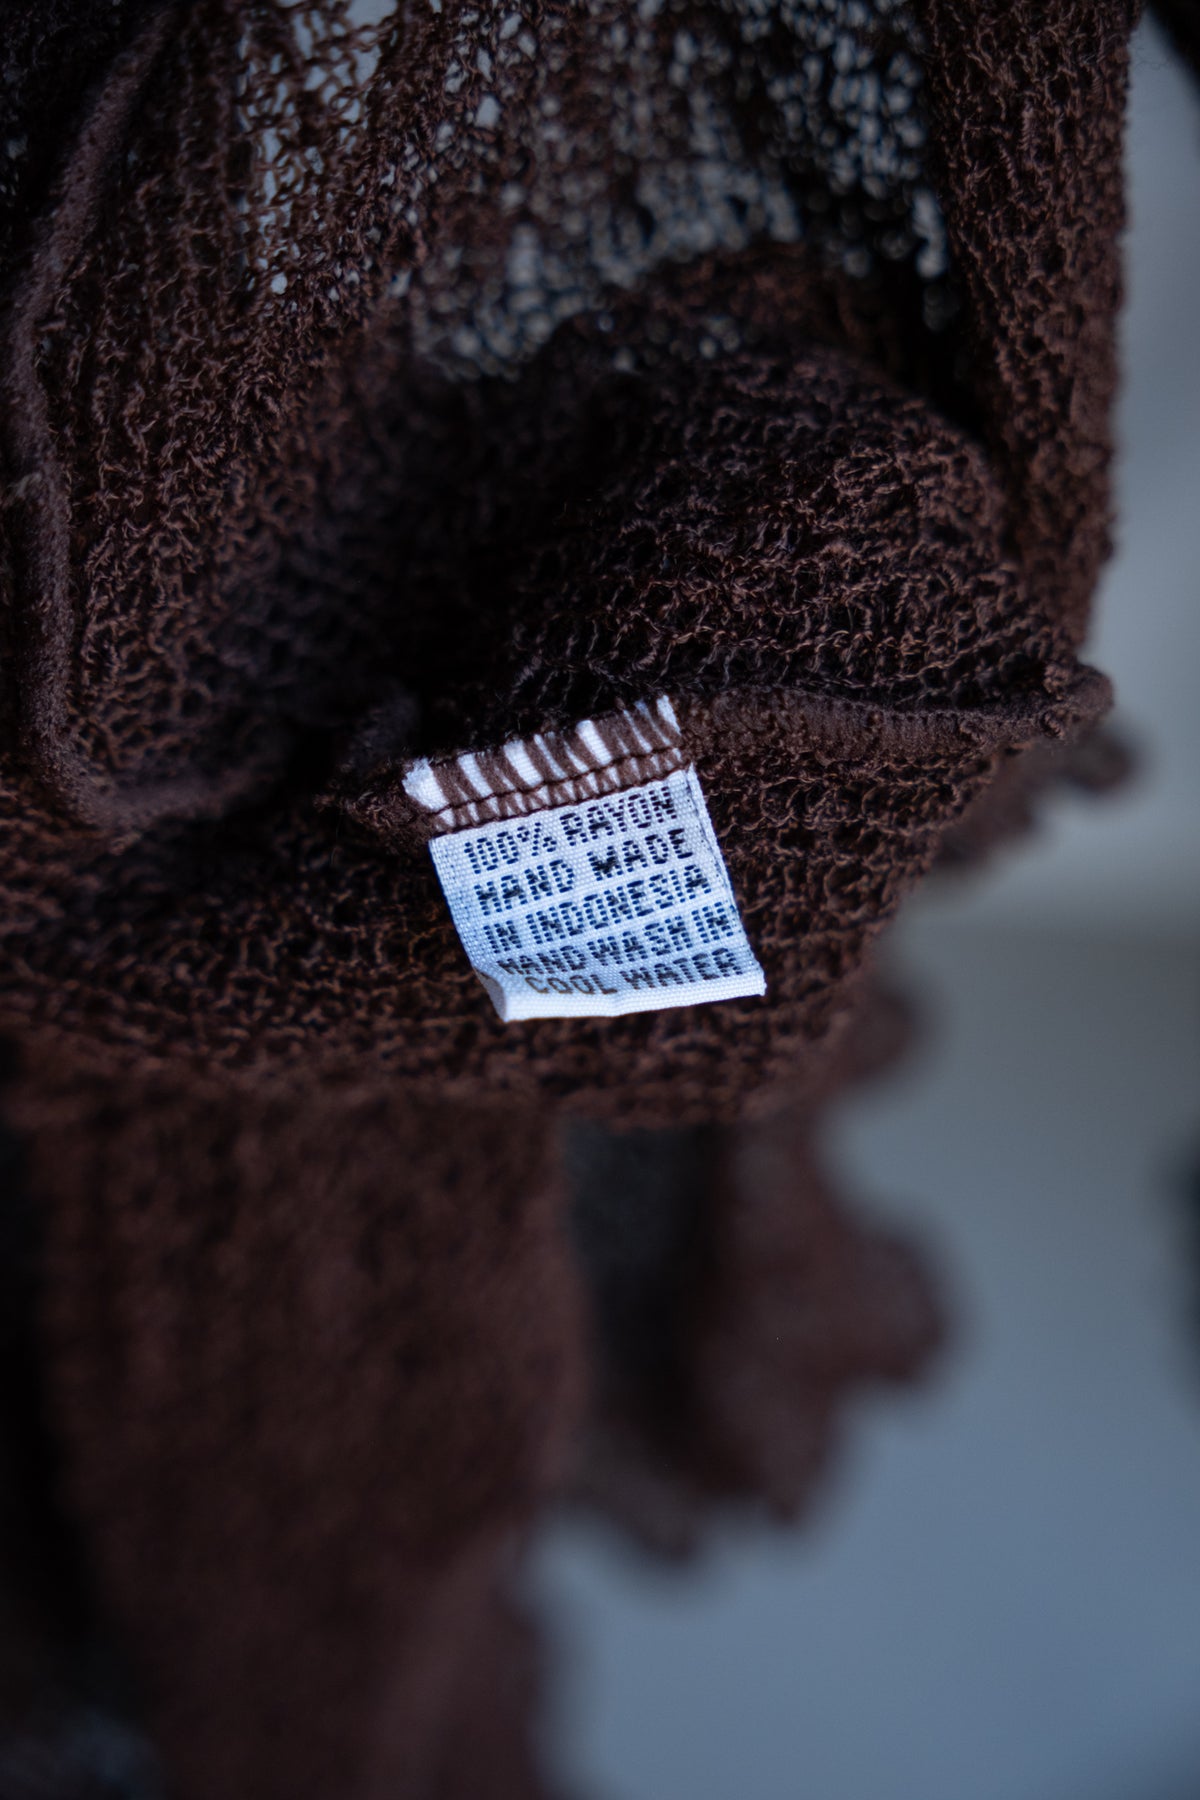 100% RAYON
HAND MADE
IN INDONESIA
HAND WASH IN
COOL WATER